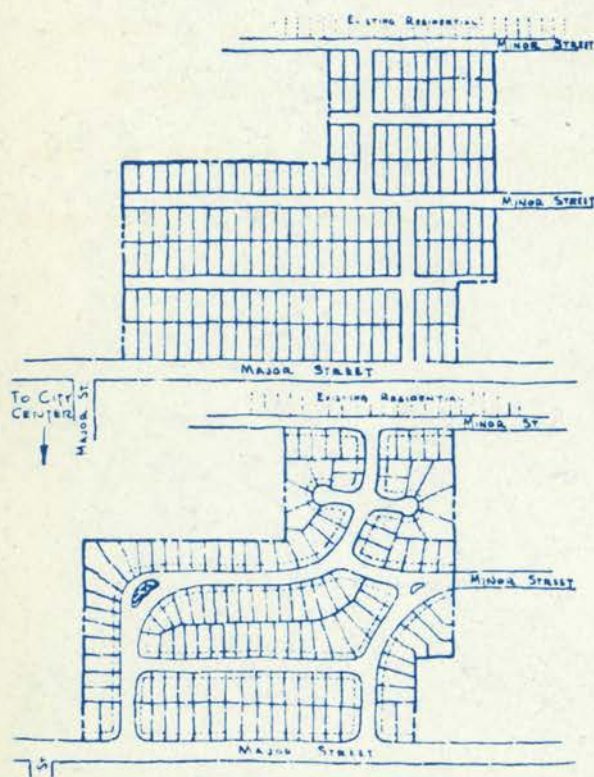 EXISTING RESIDENTIAL
MINOR STREET
MINOR STREET
MAJOR STREET
TO CITY
CENTER
MAJOR ST
EXISTING RESIDENTIAL
MINOR ST
MINOR STREET
MAJOR STREET
ST